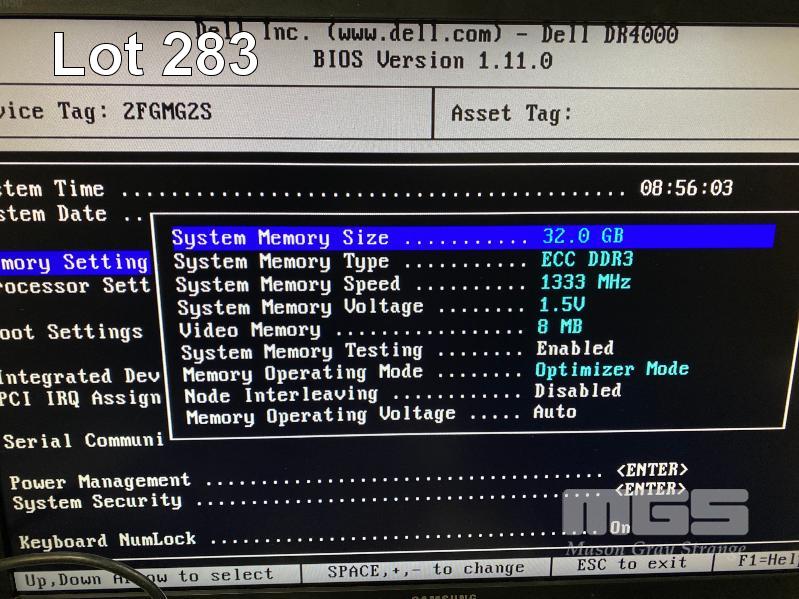 Lot 283
Dell Inc. (www.dell.com) - Dell DR4000
BIOS Version 1.11.0
vice Tag: 2FGMG2S
Asset Tag:
stem Time ........................................ 08:56:03
stem Date ..
System Memory Size ........... 32.0 GB
System Memory Type ........... ECC DDR3
System Memory Speed .......... 1333 MHz
System Memory Voltage ........ 1.5V
Video Memory ................. 8 MB
System Memory Testing ........ Enabled
Memory Operating Mode ........ Optimizer Mode
Node Interleaving ............ Disabled
Memory Operating Voltage ..... Auto
mory Setting
rocessor Sett
oot Settings
Integrated Dev
PCI IRQ Assign
Serial Communi
Power Management .................................. <ENTER>
System Security ................................... <ENTER>
Keyboard NumLock .................................. On
MGS
Mason Gray Strange
Up,Down Arrow to select
SPACE,+,- to change
ESC to exit
F1=Hel
SAMSUNG